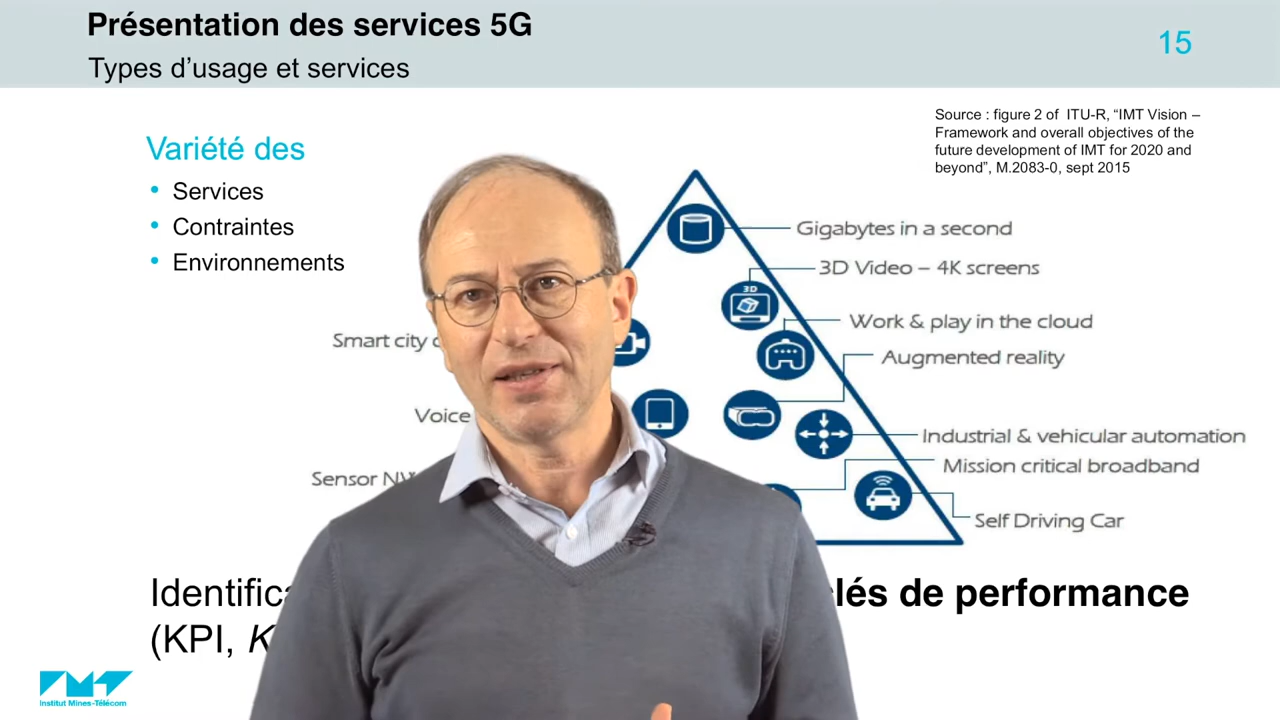 Présentation des services 5G
Types d’usage et services
15
Source : figure 2 of ITU-R, “IMT Vision –
Framework and overall objectives of the
future development of IMT for 2020 and
beyond”, M.2083-0, sept 2015
Variété des
• Services
• Contraintes
• Environnements
Gigabytes in a second
3D
3D Video – 4K screens
Work & play in the cloud
Smart city
Augmented reality
Voice
Industrial & vehicular automation
Mission critical broadband
Sensor
Self Driving Car
clés de performance
(KPI,
Institut Mines-Télécom